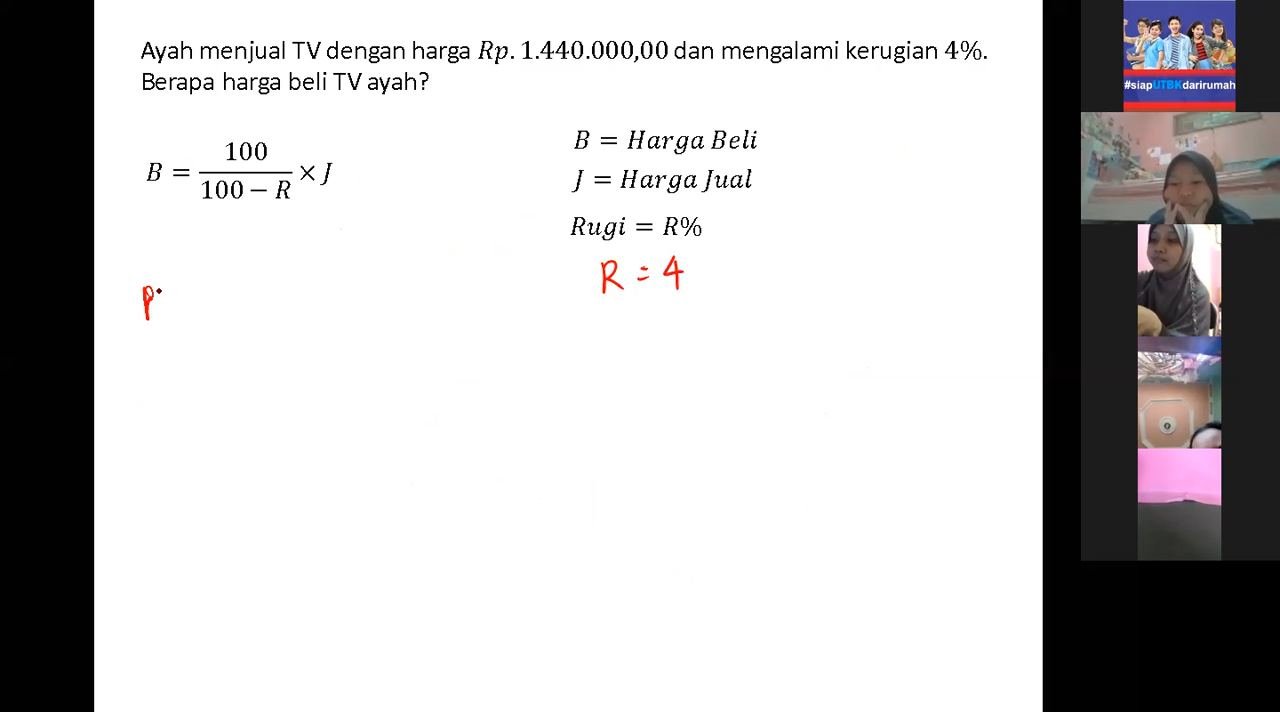 Ayah menjual TV dengan harga Rp. 1.440.000,00 dan mengalami kerugian 4%.
Berapa harga beli TV ayah?
B = 100 / (100 − R) × J
B = Harga Beli
J = Harga Jual
Rugi = R%
R = 4
#siapUTBKdarirumah